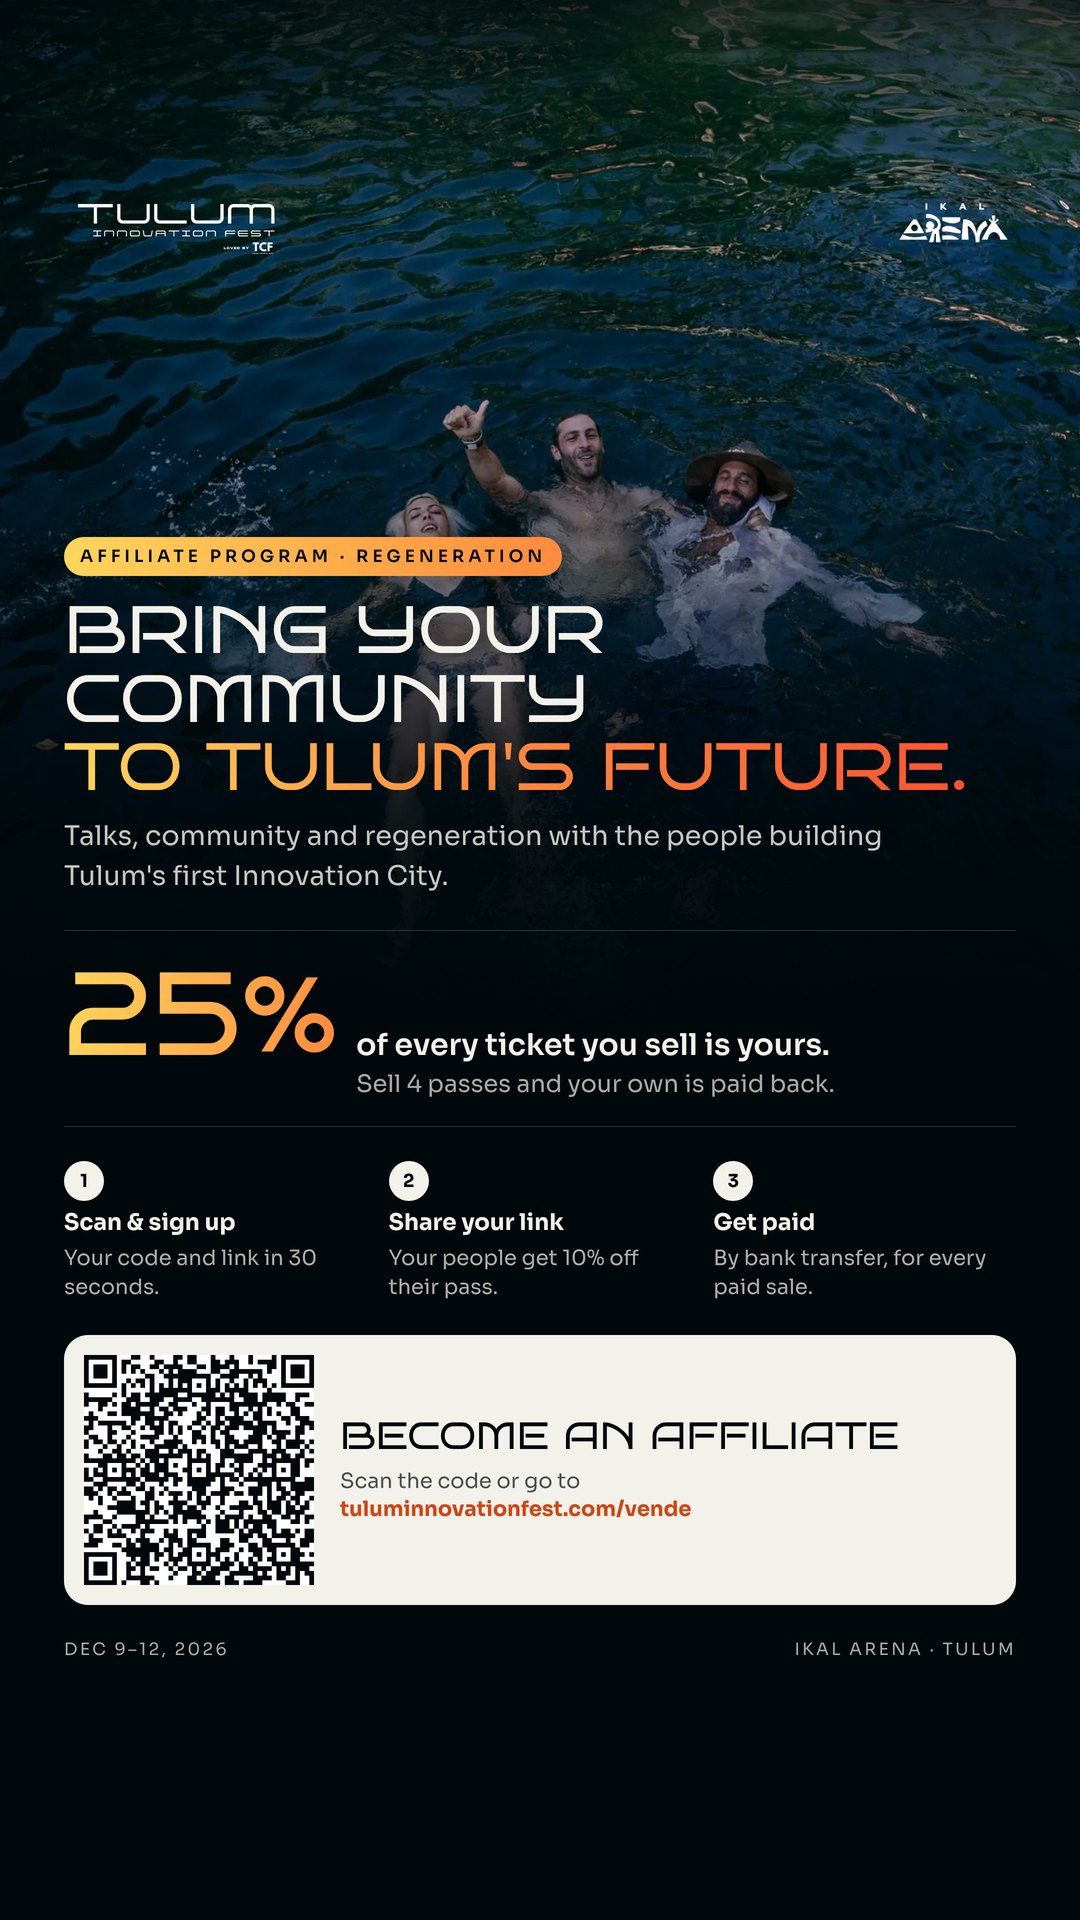 TULUM
INNOVATION FEST
LOVED BY TCF
IKAL
ARENA
AFFILIATE PROGRAM · REGENERATION
BRING YOUR
COMMUNITY
TO TULUM'S FUTURE.
Talks, community and regeneration with the people building
Tulum's first Innovation City.
25%
of every ticket you sell is yours.
Sell 4 passes and your own is paid back.
1
Scan & sign up
Your code and link in 30
seconds.
2
Share your link
Your people get 10% off
their pass.
3
Get paid
By bank transfer, for every
paid sale.
BECOME AN AFFILIATE
Scan the code or go to
tuluminnovationfest.com/vende
DEC 9–12, 2026
IKAL ARENA · TULUM